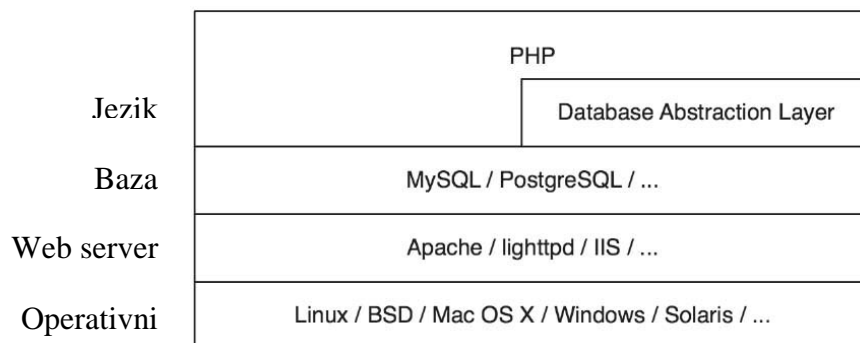 PHP
Jezik
Database Abstraction Layer
Baza
MySQL / PostgreSQL / ...
Web server
Apache / lighttpd / IIS / ...
Operativni
Linux / BSD / Mac OS X / Windows / Solaris / ...